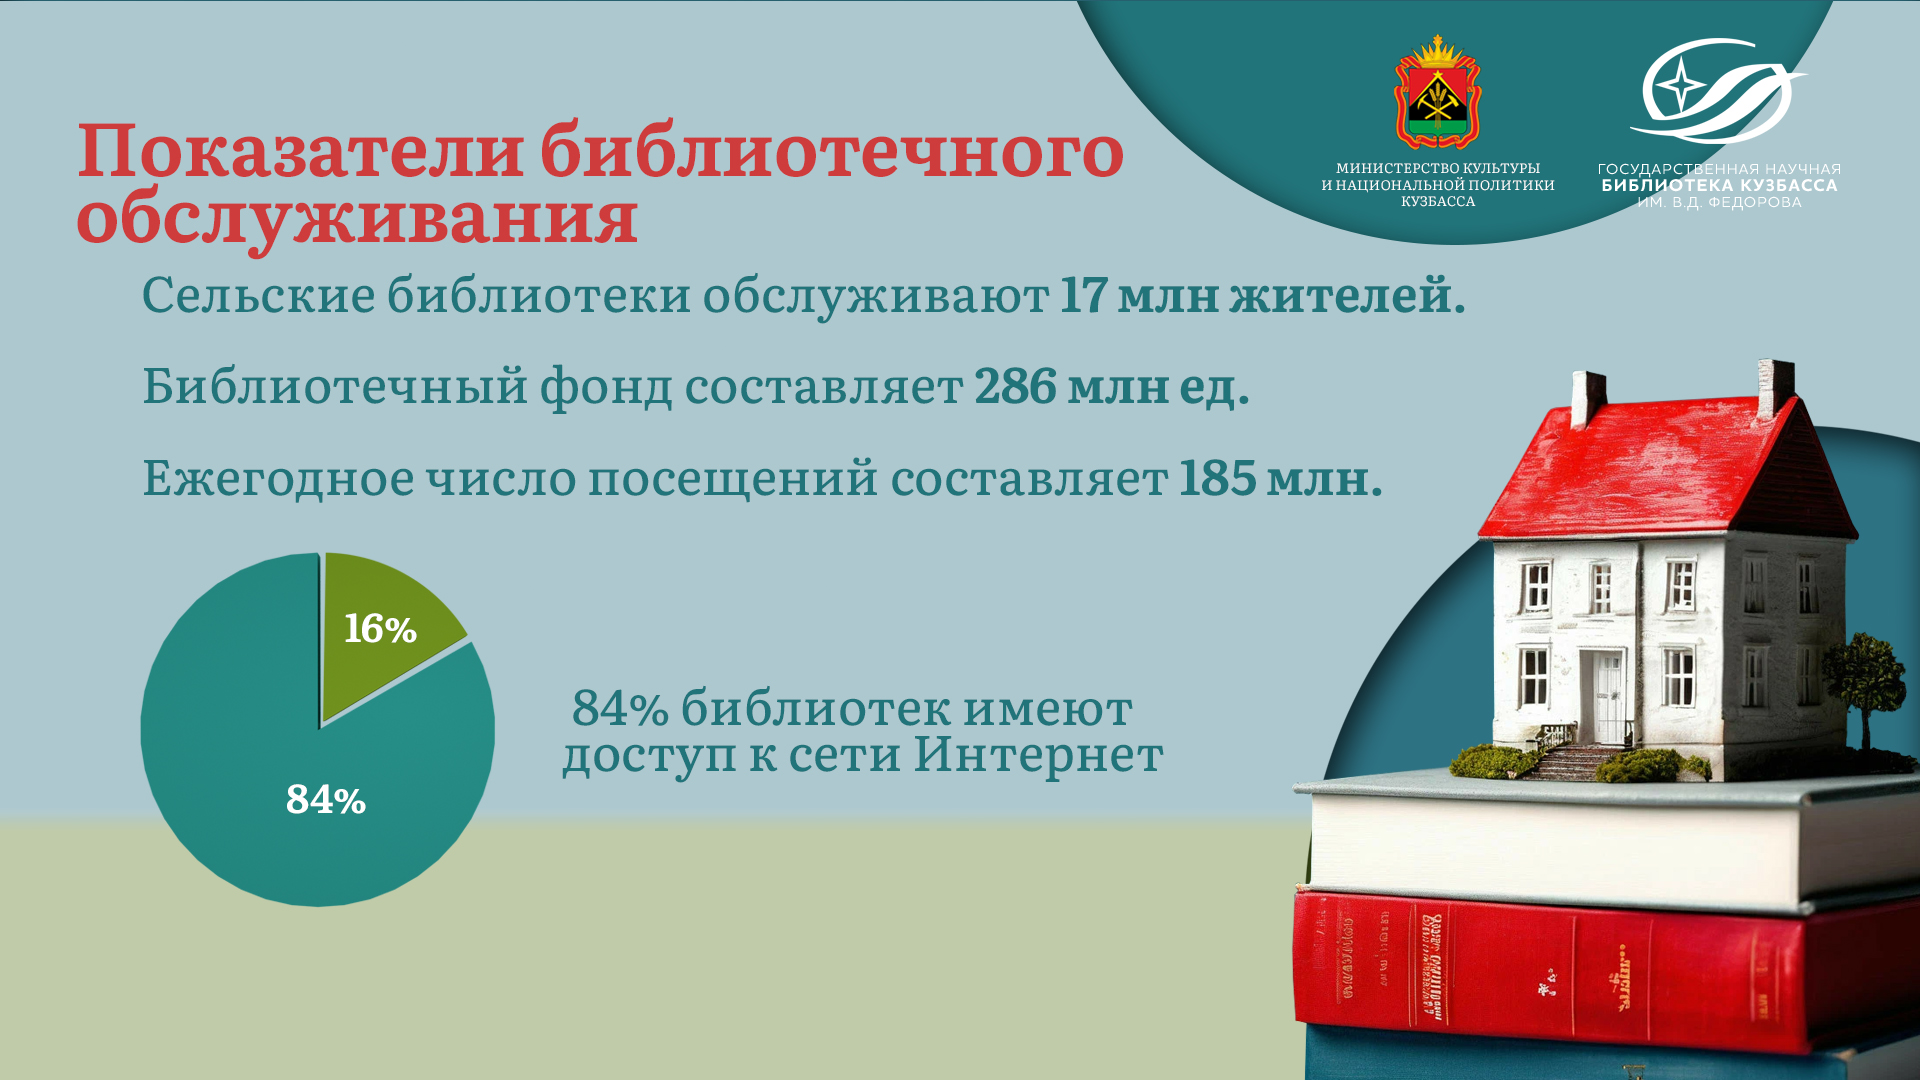 МИНИСТЕРСТВО КУЛЬТУРЫ
И НАЦИОНАЛЬНОЙ ПОЛИТИКИ
КУЗБАССА
ГОСУДАРСТВЕННАЯ НАУЧНАЯ
БИБЛИОТЕКА КУЗБАССА
ИМ. В.Д. ФЕДОРОВА
Показатели библиотечного
обслуживания
Сельские библиотеки обслуживают 17 млн жителей.
Библиотечный фонд составляет 286 млн ед.
Ежегодное число посещений составляет 185 млн.
16%
84%
84% библиотек имеют
доступ к сети Интернет